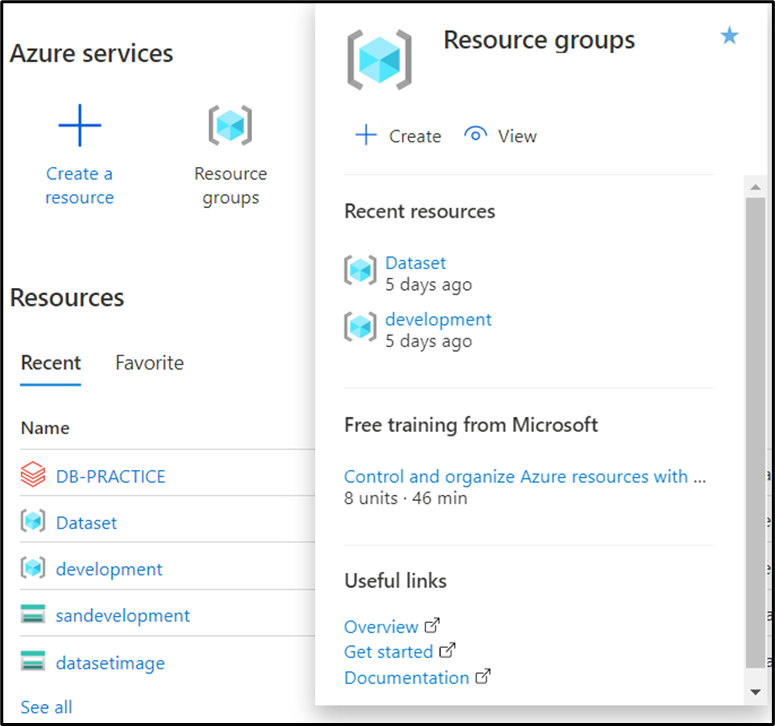 Azure services
Create a
resource
Resource
groups
Resources
Recent
Favorite
Name
DB-PRACTICE
Dataset
development
sandevelopment
datasetimage
See all
Resource groups
Create
View
Recent resources
Dataset
5 days ago
development
5 days ago
Free training from Microsoft
Control and organize Azure resources with ...
8 units · 46 min
Useful links
Overview
Get started
Documentation